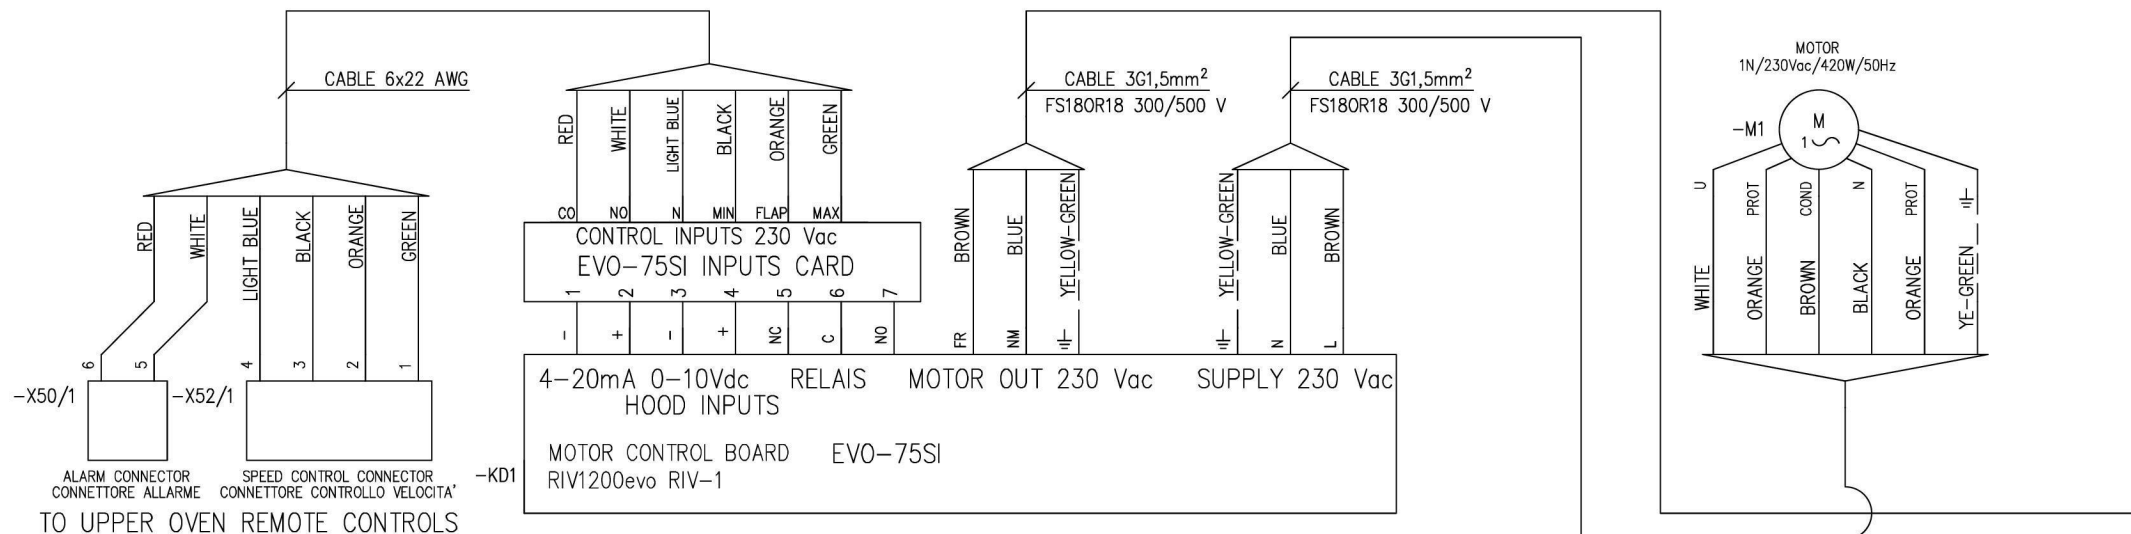 CABLE 6x22 AWG
CABLE 3G1,5mm²
FS18OR18 300/500 V
CABLE 3G1,5mm²
FS18OR18 300/500 V
MOTOR
1N/230Vac/420W/50Hz
-M1
M
1
RED
WHITE
LIGHT BLUE
BLACK
ORANGE
GREEN
CO
NO
N
MIN
FLAP
MAX
CONTROL INPUTS 230 Vac
EVO-75SI INPUTS CARD
1
2
3
4
5
6
7
-
+
-
+
NC
C
NO
RED
WHITE
LIGHT BLUE
BLACK
ORANGE
GREEN
6
5
4
3
2
1
-X50/1
-X52/1
ALARM CONNECTOR
CONNETTORE ALLARME
SPEED CONTROL CONNECTOR
CONNETTORE CONTROLLO VELOCITA'
TO UPPER OVEN REMOTE CONTROLS
BROWN
BLUE
YELLOW-GREEN
FR
NM
YELLOW-GREEN
BLUE
BROWN
N
L
4-20mA 0-10Vdc
HOOD INPUTS
RELAIS
MOTOR OUT 230 Vac
SUPPLY 230 Vac
MOTOR CONTROL BOARD EVO-75SI
RIV1200evo RIV-1
-KD1
U
PROT
COND
N
PROT
WHITE
ORANGE
BROWN
BLACK
ORANGE
YE-GREEN